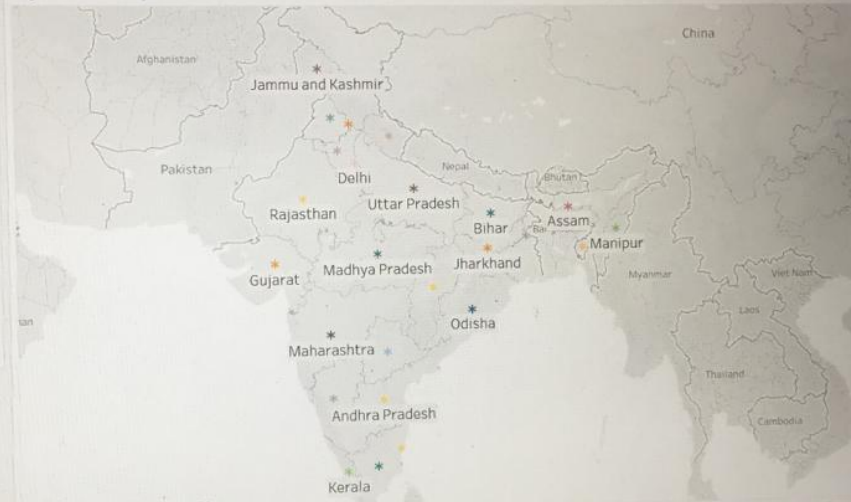 China
Afghanistan
Jammu and Kashmir
Pakistan
Nepal
Delhi
Bhutan
Uttar Pradesh
Rajasthan
Bihar
Assam
Ban
Manipur
Madhya Pradesh
Jharkhand
Gujarat
Myanmar
Viet Nam
Laos
Odisha
Maharashtra
Thailand
Andhra Pradesh
Cambodia
Kerala